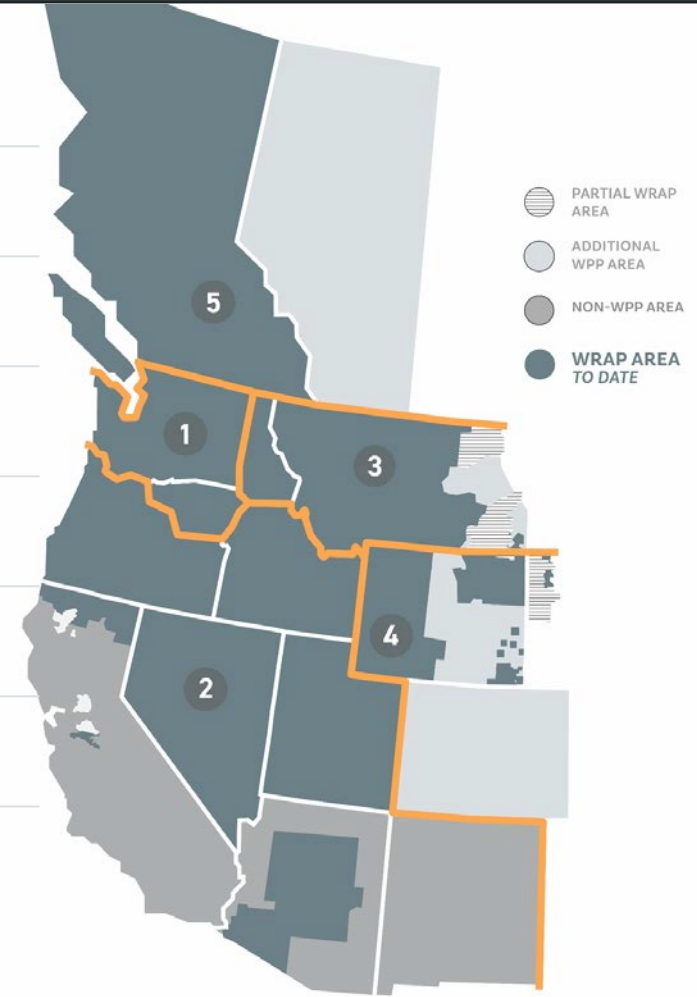 PARTIAL WRAP
AREA
ADDITIONAL
WPP AREA
5
NON-WPP AREA
WRAP AREA
TO DATE
1
3
4
2